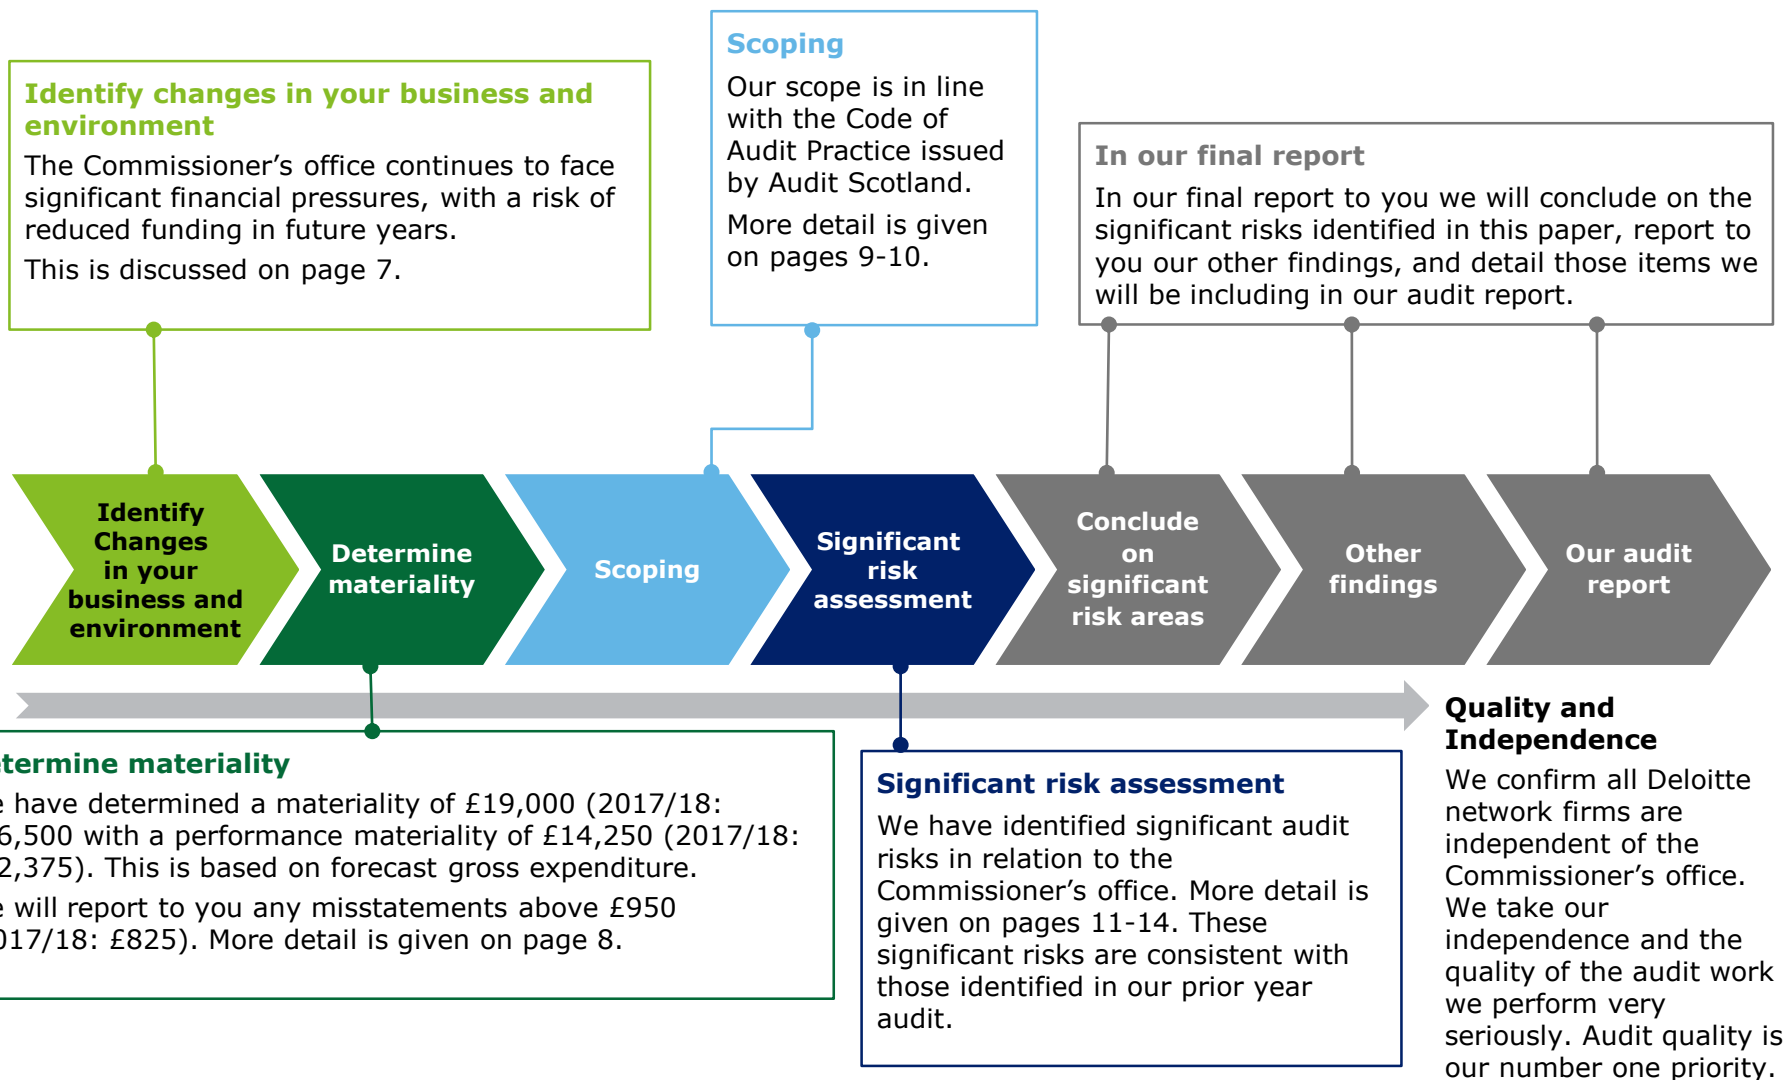 Scoping
Our scope is in line
with the Code of
Audit Practice issued
by Audit Scotland.
More detail is given
on pages 9-10.
Identify changes in your business and
environment
The Commissioner's office continues to face
significant financial pressures, with a risk of
reduced funding in future years.
This is discussed on page 7.
In our final report
In our final report to you we will conclude on the
significant risks identified in this paper, report to
you our other findings, and detail those items we
will be including in our audit report.
Identify
Changes
in your
business and
environment
Determine
materiality
Scoping
Significant
risk
assessment
Conclude
on
significant
risk areas
Other
findings
Our audit
report
materiality
have determined a materiality of £19,000 (2017/18:
6,500 with a performance materiality of £14,250 (2017/18:
2,375). This is based on forecast gross expenditure.
will report to you any misstatements above £950
017/18: £825). More detail is given on page 8.
Significant risk assessment
We have identified significant audit
risks in relation to the
Commissioner's office. More detail is
given on pages 11-14. These
significant risks are consistent with
those identified in our prior year
audit.
Quality and
Independence
We confirm all Deloitte
network firms are
independent of the
Commissioner's office.
We take our
independence and the
quality of the audit work
we perform very
seriously. Audit quality is
our number one priority.